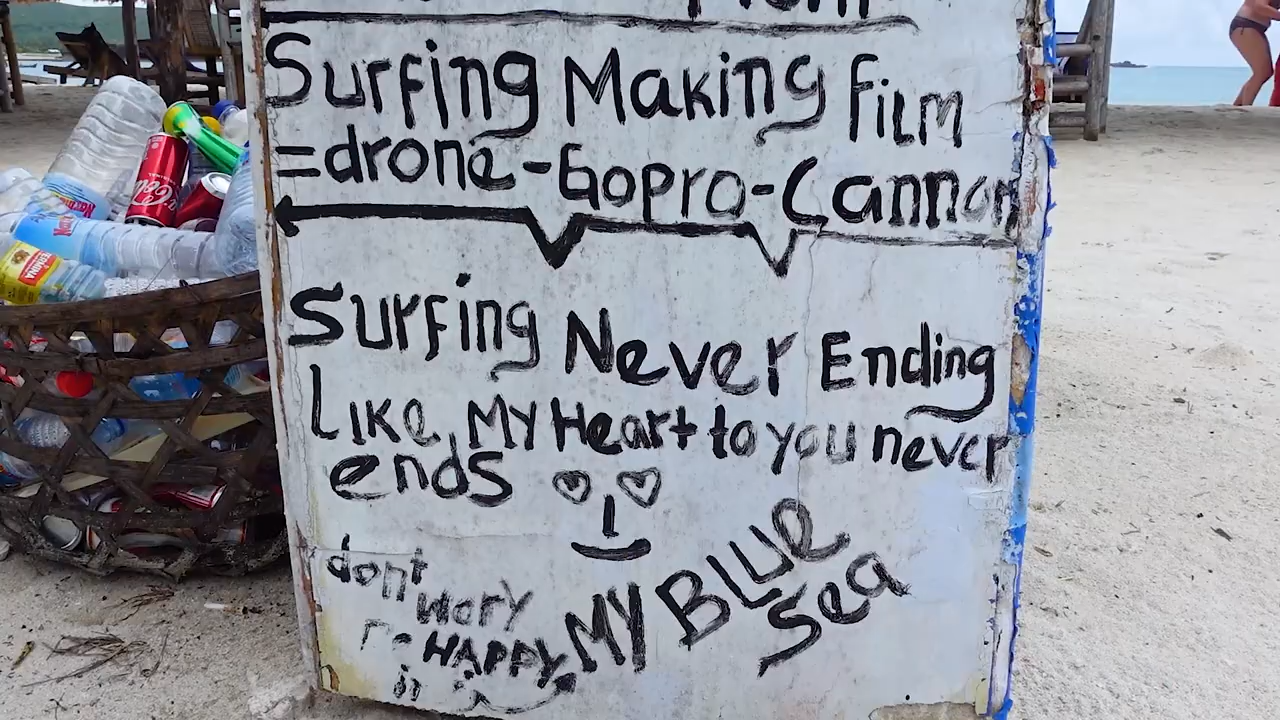 Surfing Making film
=drone-Gopro-Cannon
Surfing Never Ending
Like, My Heart to you never
ends
dont
wory
HAPPY
MY BLUE
Sea